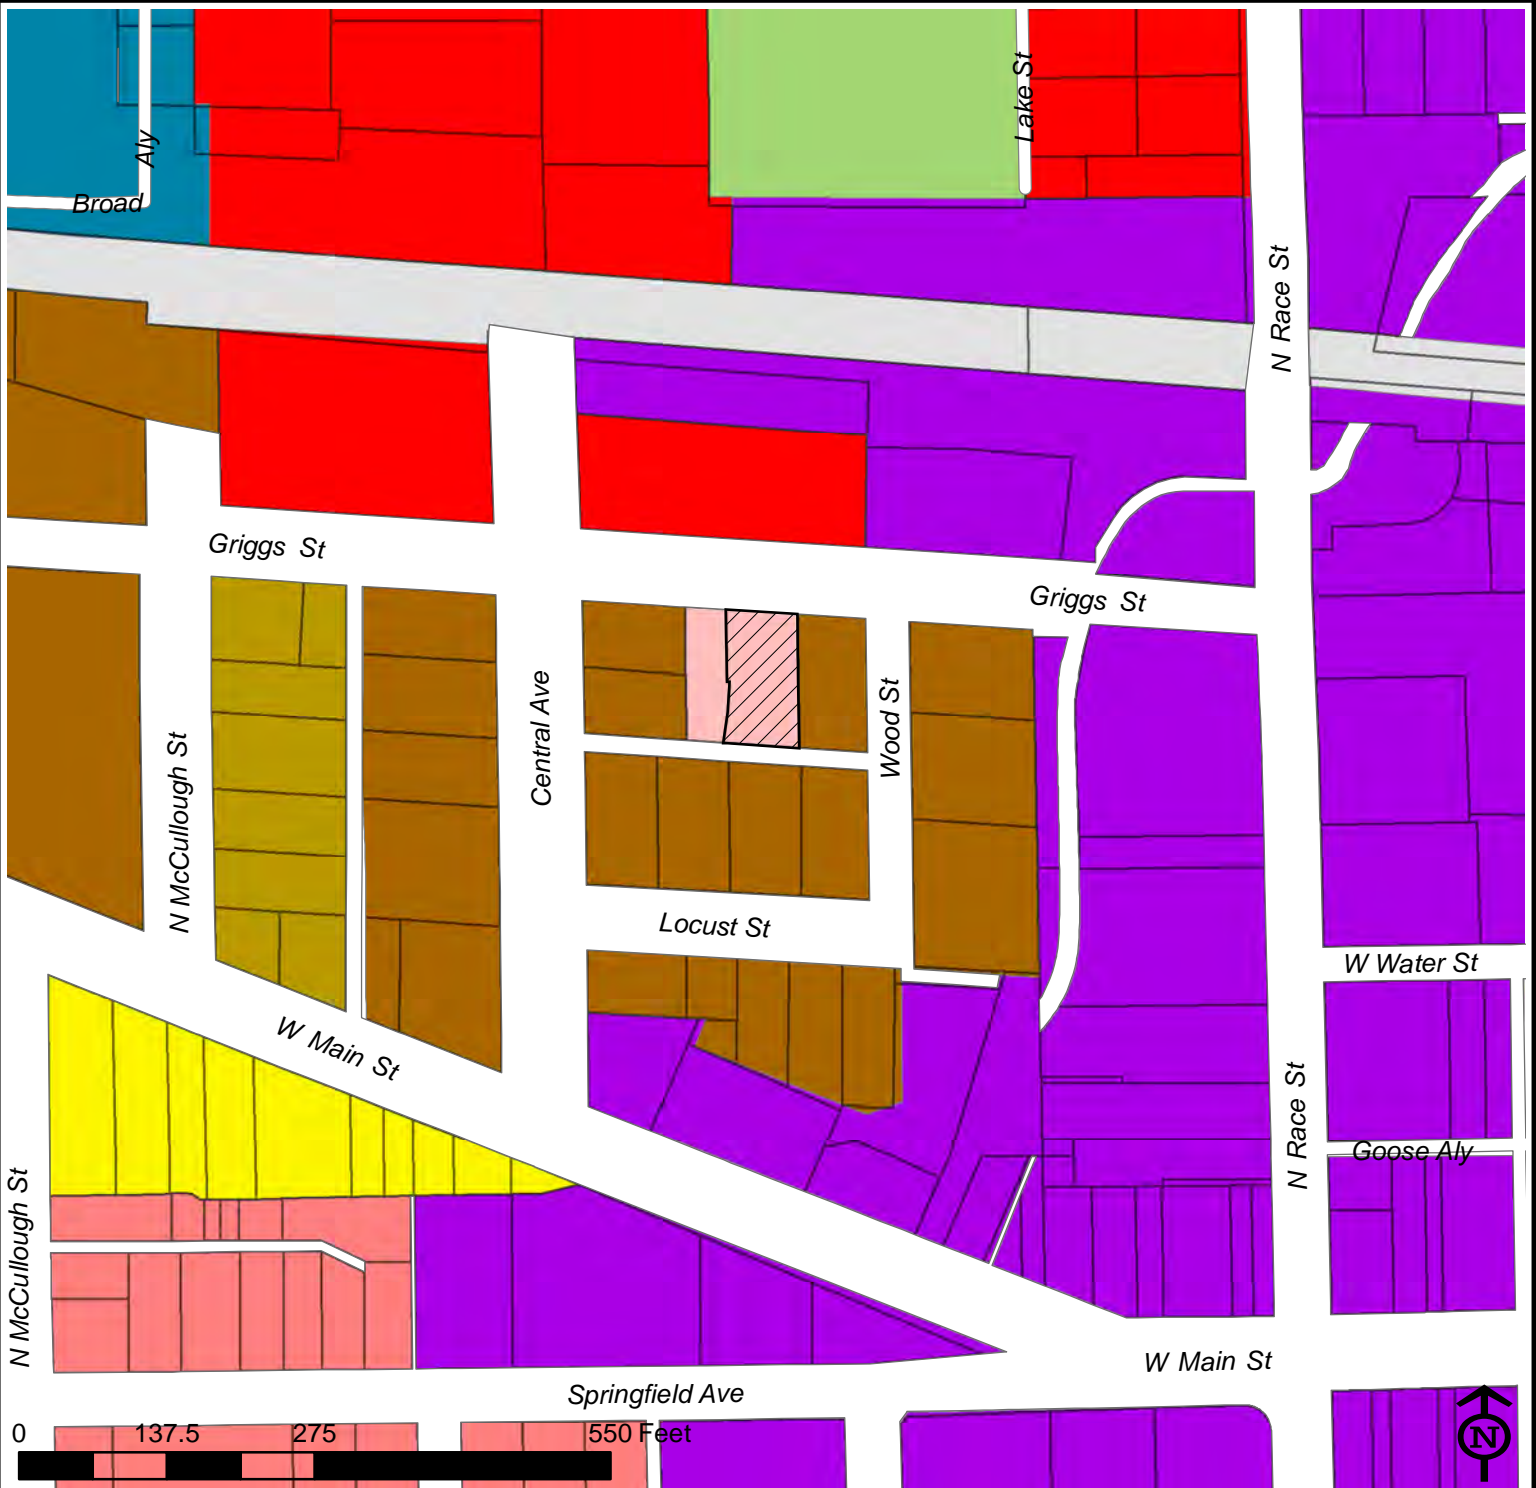 Lake St
Aly
Broad
N Race St
Griggs St
Griggs St
Central Ave
Wood St
N McCullough St
Locust St
W Water St
W Main St
N Race St
Goose Aly
N McCullough St
W Main St
Springfield Ave
0 137.5 275 550 Feet
N